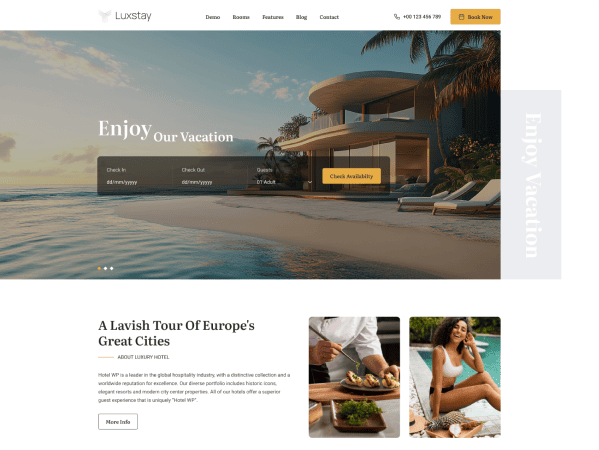 Luxstay
Demo Rooms Features Blog Contact
+00 123 456 789
Book Now
Enjoy Our Vacation
Check In Check Out Guests
dd/mm/yyyy dd/mm/yyyy 01 Adult
Check Availability
Enjoy Vacation
A Lavish Tour Of Europe's
Great Cities
ABOUT LUXURY HOTEL
Hotel WP is a leader in the global hospitality industry, with a distinctive collection and a
worldwide reputation for excellence. Our diverse portfolio includes historic icons,
elegant resorts and modern city center properties. All of our hotels offer a superior
guest experience that is uniquely "Hotel WP".
More Info